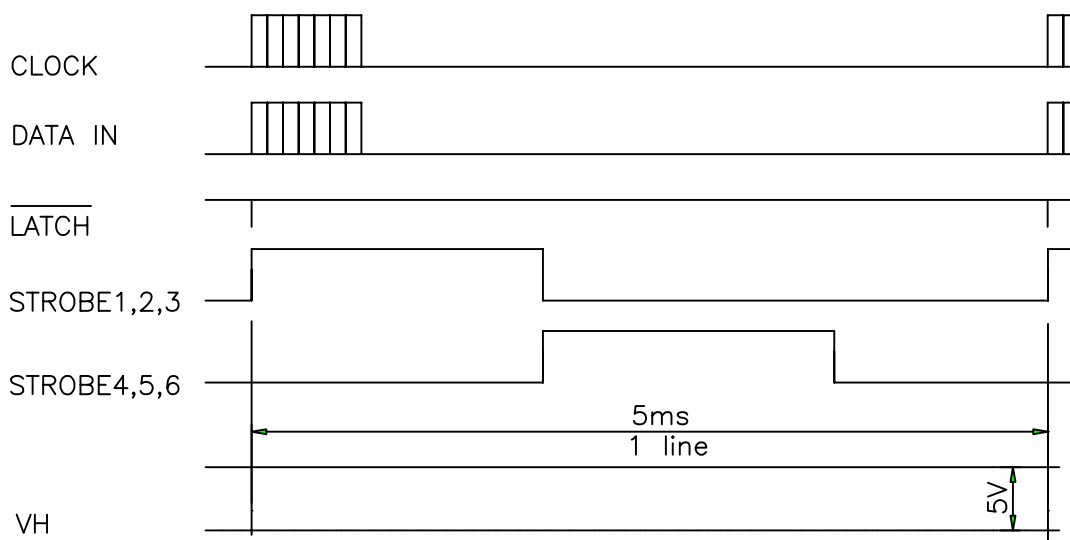 CLOCK
DATA IN
LATCH
STROBE1,2,3
STROBE4,5,6
5ms
1 line
5V
VH